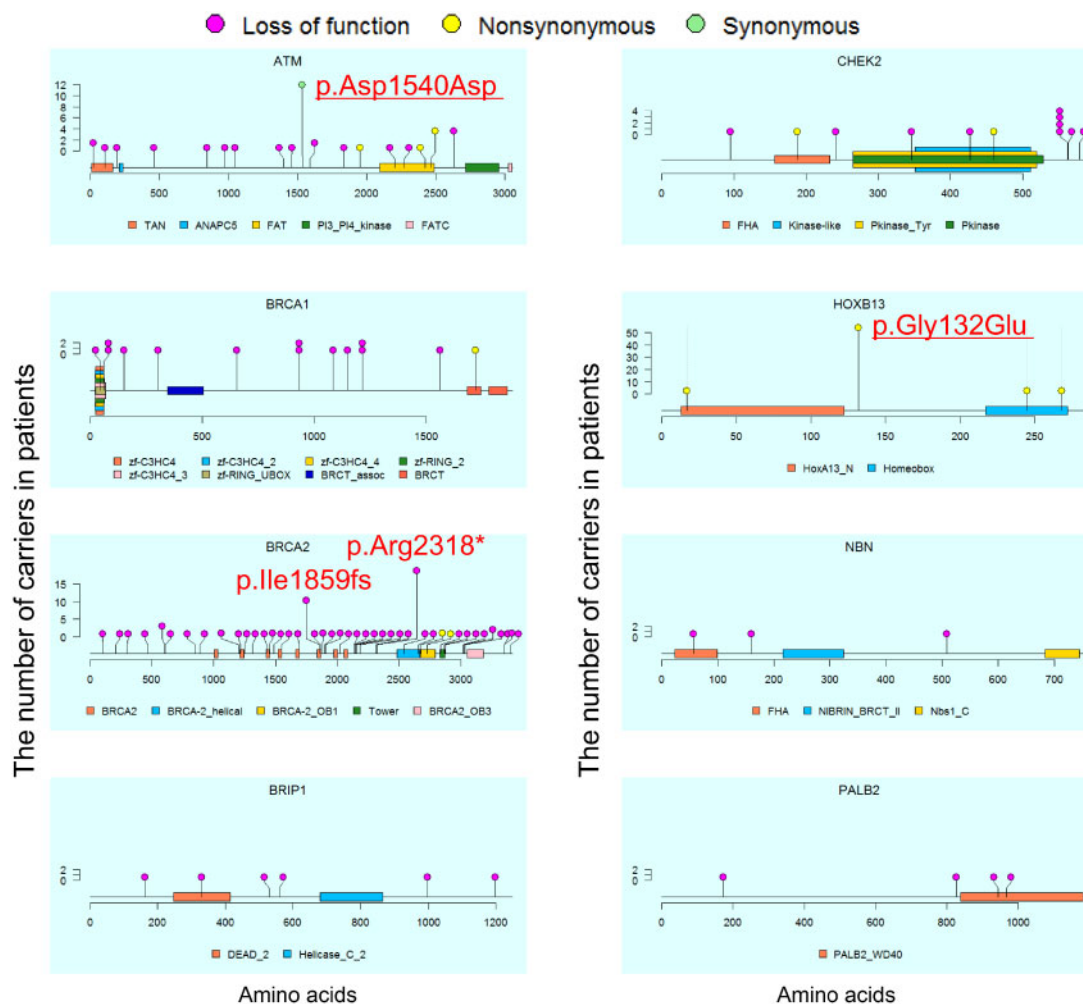 Loss of function Nonsynonymous Synonymous
The number of carriers in patients
The number of carriers in patients
ATM
p.Asp1540Asp
12
10
8
6
4
2
0
0 500 1000 1500 2000 2500 3000
TAN ANAPC5 FAT PI3_PI4_kinase FATC
CHEK2
4
2
0
0 100 200 300 400 500
FHA Kinase-like Pkinase_Tyr Pkinase
BRCA1
2
0
0 500 1000 1500
zf-C3HC4 zf-C3HC4_2 zf-C3HC4_4 zf-RING_2
zf-C3HC4_3 zf-RING_UBOX BRCT_assoc BRCT
HOXB13
p.Gly132Glu
50
40
30
20
10
0
0 50 100 150 200 250
HoxA13_N Homeobox
BRCA2
p.Arg2318*
p.Ile1859fs
15
10
5
0
0 500 1000 1500 2000 2500 3000
BRCA2 BRCA-2_helical BRCA-2_OB1 Tower BRCA2_OB3
NBN
2
0
0 100 200 300 400 500 600 700
FHA NIBRIN_BRCT_II Nbs1_C
BRIP1
2
0
0 200 400 600 800 1000 1200
DEAD_2 Helicase_C_2
PALB2
2
0
0 200 400 600 800 1000
PALB2_WD40
Amino acids
Amino acids